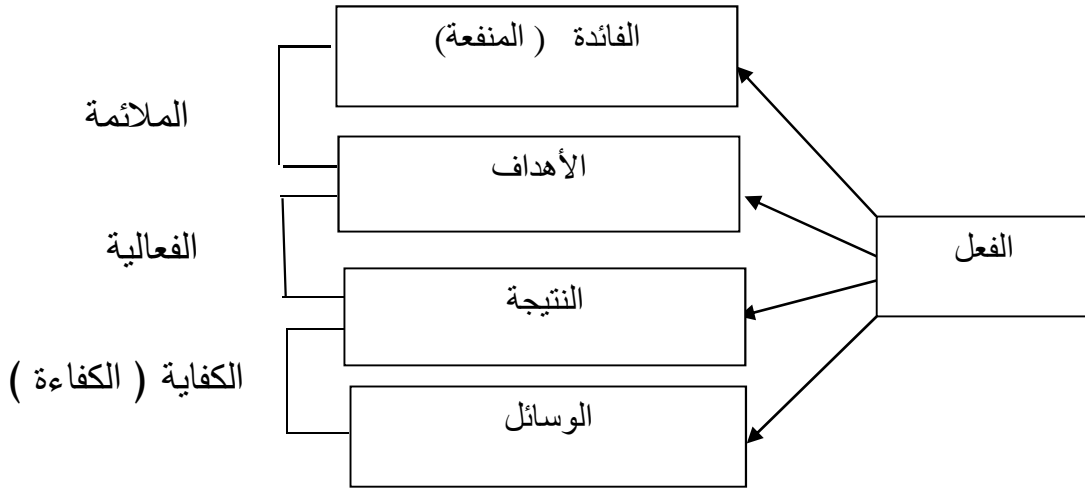 الفائدة ( المنفعة)
الملائمة
الأهداف
الفعل
الفعالية
النتيجة
الكفاية ( الكفاءة )
الوسائل